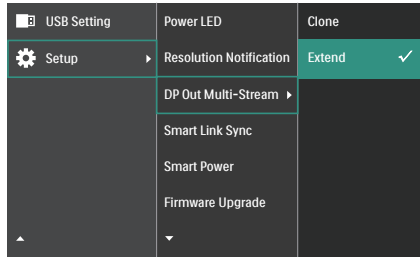 USB Setting
Setup
Power LED
Resolution Notification
DP Out Multi-Stream
Smart Link Sync
Smart Power
Firmware Upgrade
Clone
Extend